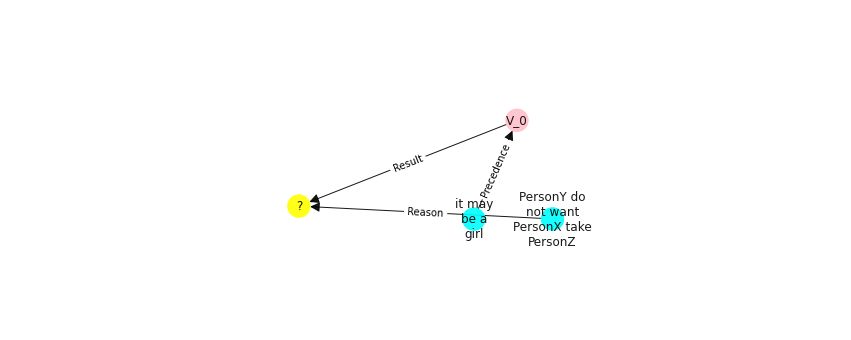 V_0
Result
Precedence
?
Reason
it may
be a
girl
PersonY do
not want
PersonX take
PersonZ